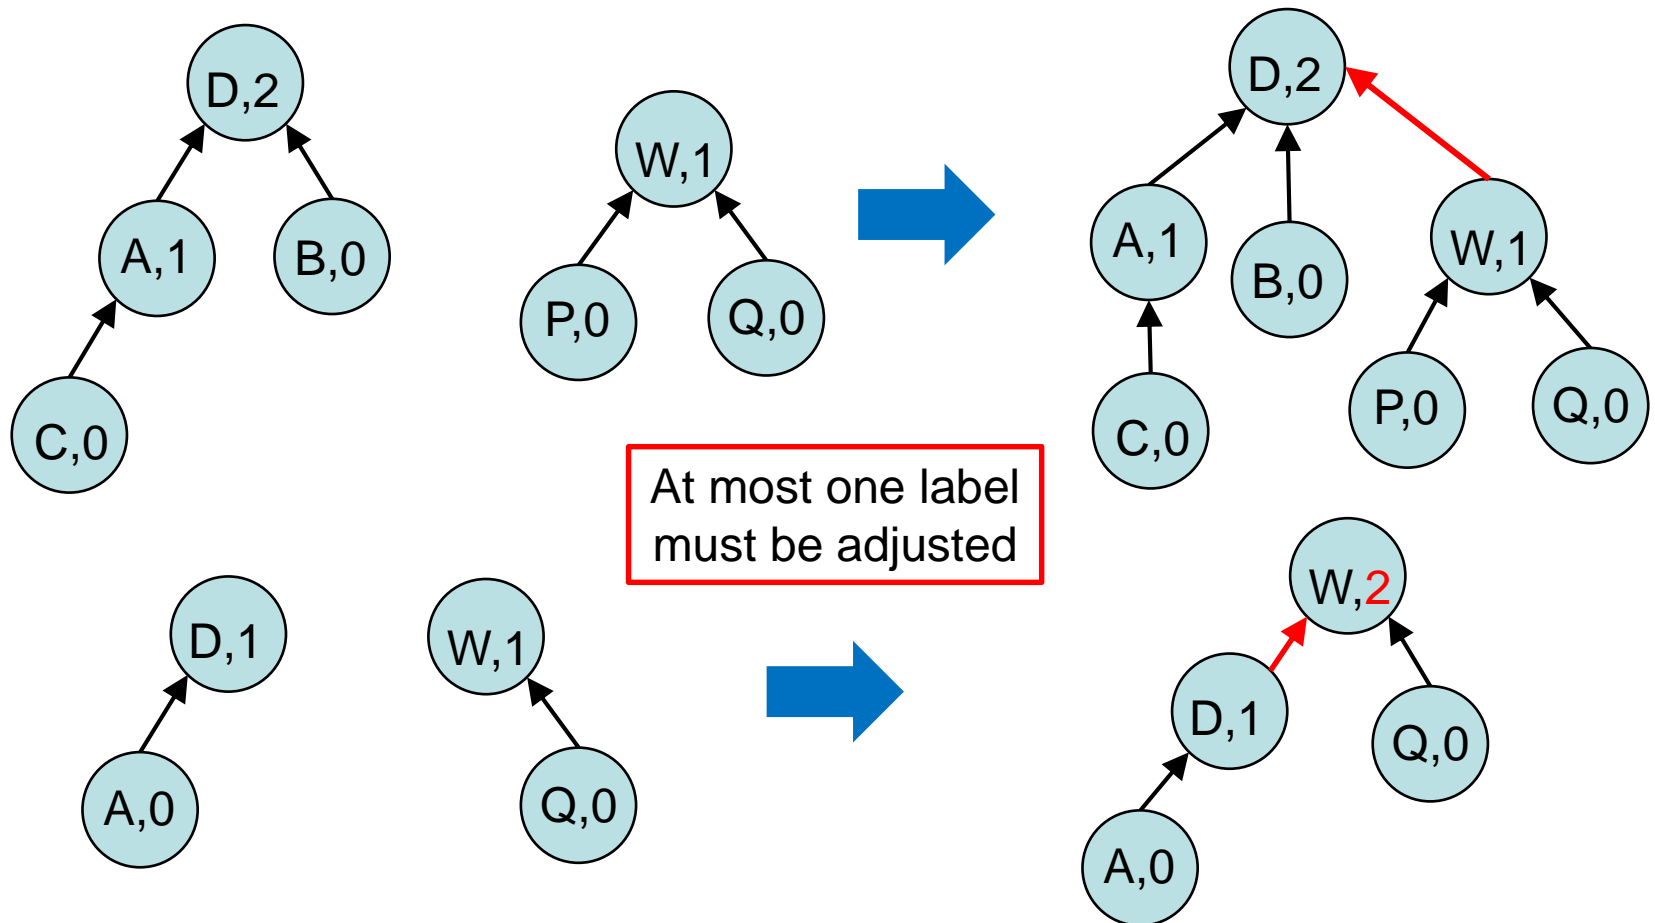 D,2
A,1
B,0
C,0
W,1
P,0
Q,0
D,2
A,1
B,0
W,1
C,0
P,0
Q,0
At most one label
must be adjusted
D,1
A,0
W,1
Q,0
W,2
D,1
Q,0
A,0